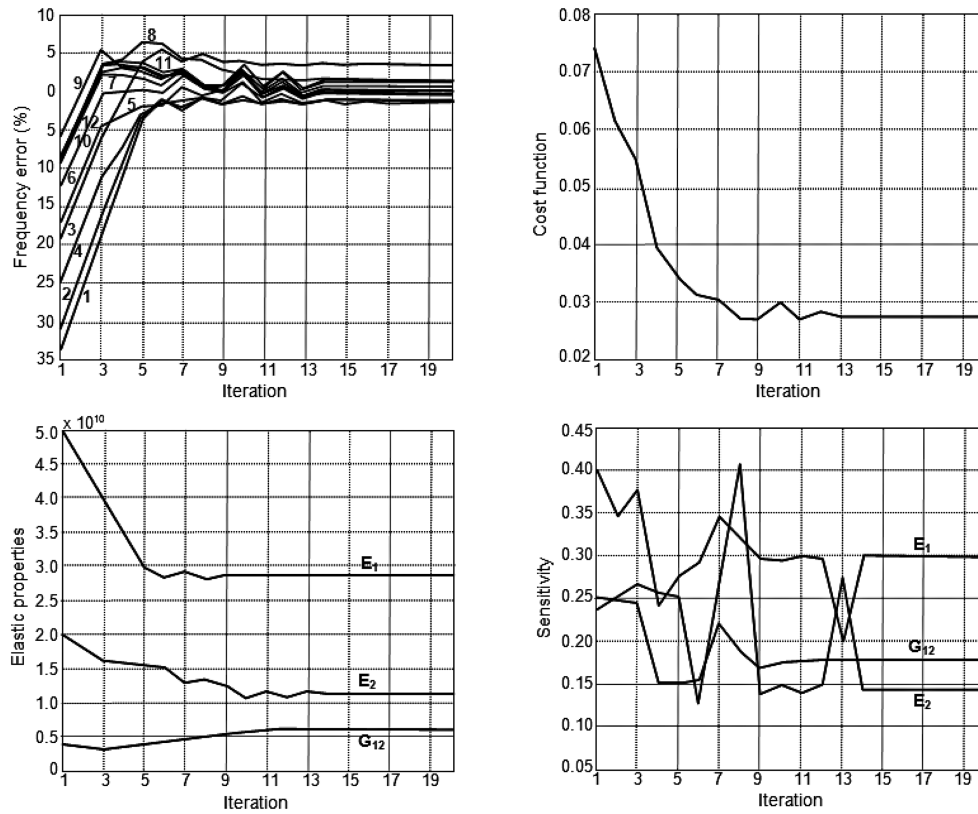 10
5
0
5
10
15
20
25
30
35
Frequency error (%)
8
9
11
7
5
12
10
6
3
4
2
1
1 3 5 7 9 11 13 15 17 19
Iteration
0.08
0.07
0.06
0.05
0.04
0.03
0.02
Cost function
1 3 5 7 9 11 13 15 17 19
Iteration
x 10¹⁰
5.0
4.5
4.0
3.5
3.0
2.5
2.0
1.5
1.0
0.5
0
Elastic properties
E₁
E₂
G₁₂
1 3 5 7 9 11 13 15 17 19
Iteration
0.45
0.40
0.35
0.30
0.25
0.20
0.15
0.10
0.05
Sensitivity
E₁
G₁₂
E₂
1 3 5 7 9 11 13 15 17 19
Iteration